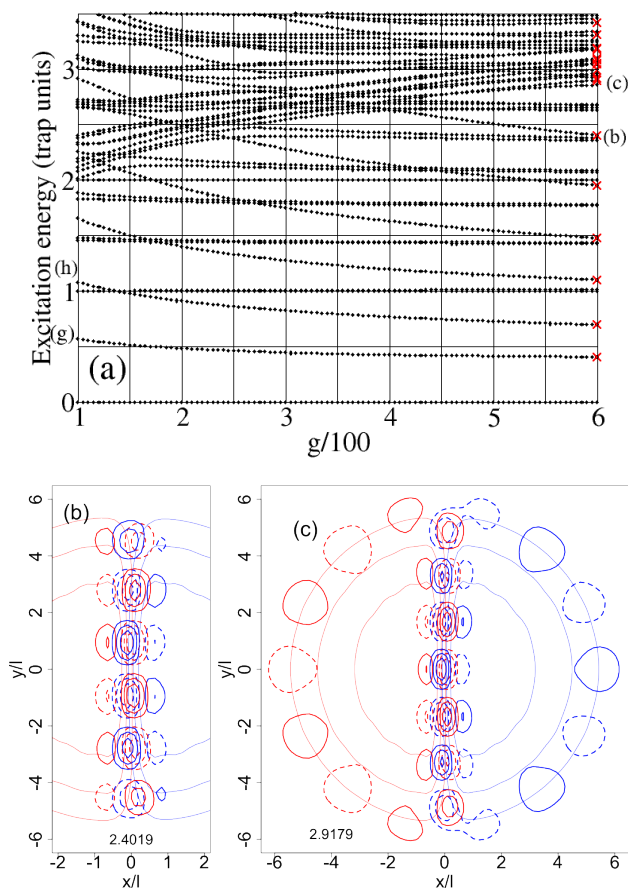 Excitation energy (trap units)
3
2
1
0
(c)
(b)
(h)
(g)
(a)
1 2 3 4 5 6
g/100
(b)
6
4
2
0
-2
-4
-6
y/l
2.4019
-2 -1 0 1 2
x/l
(c)
6
4
2
0
-2
-4
-6
y/l
2.9179
-6 -4 -2 0 2 4 6
x/l